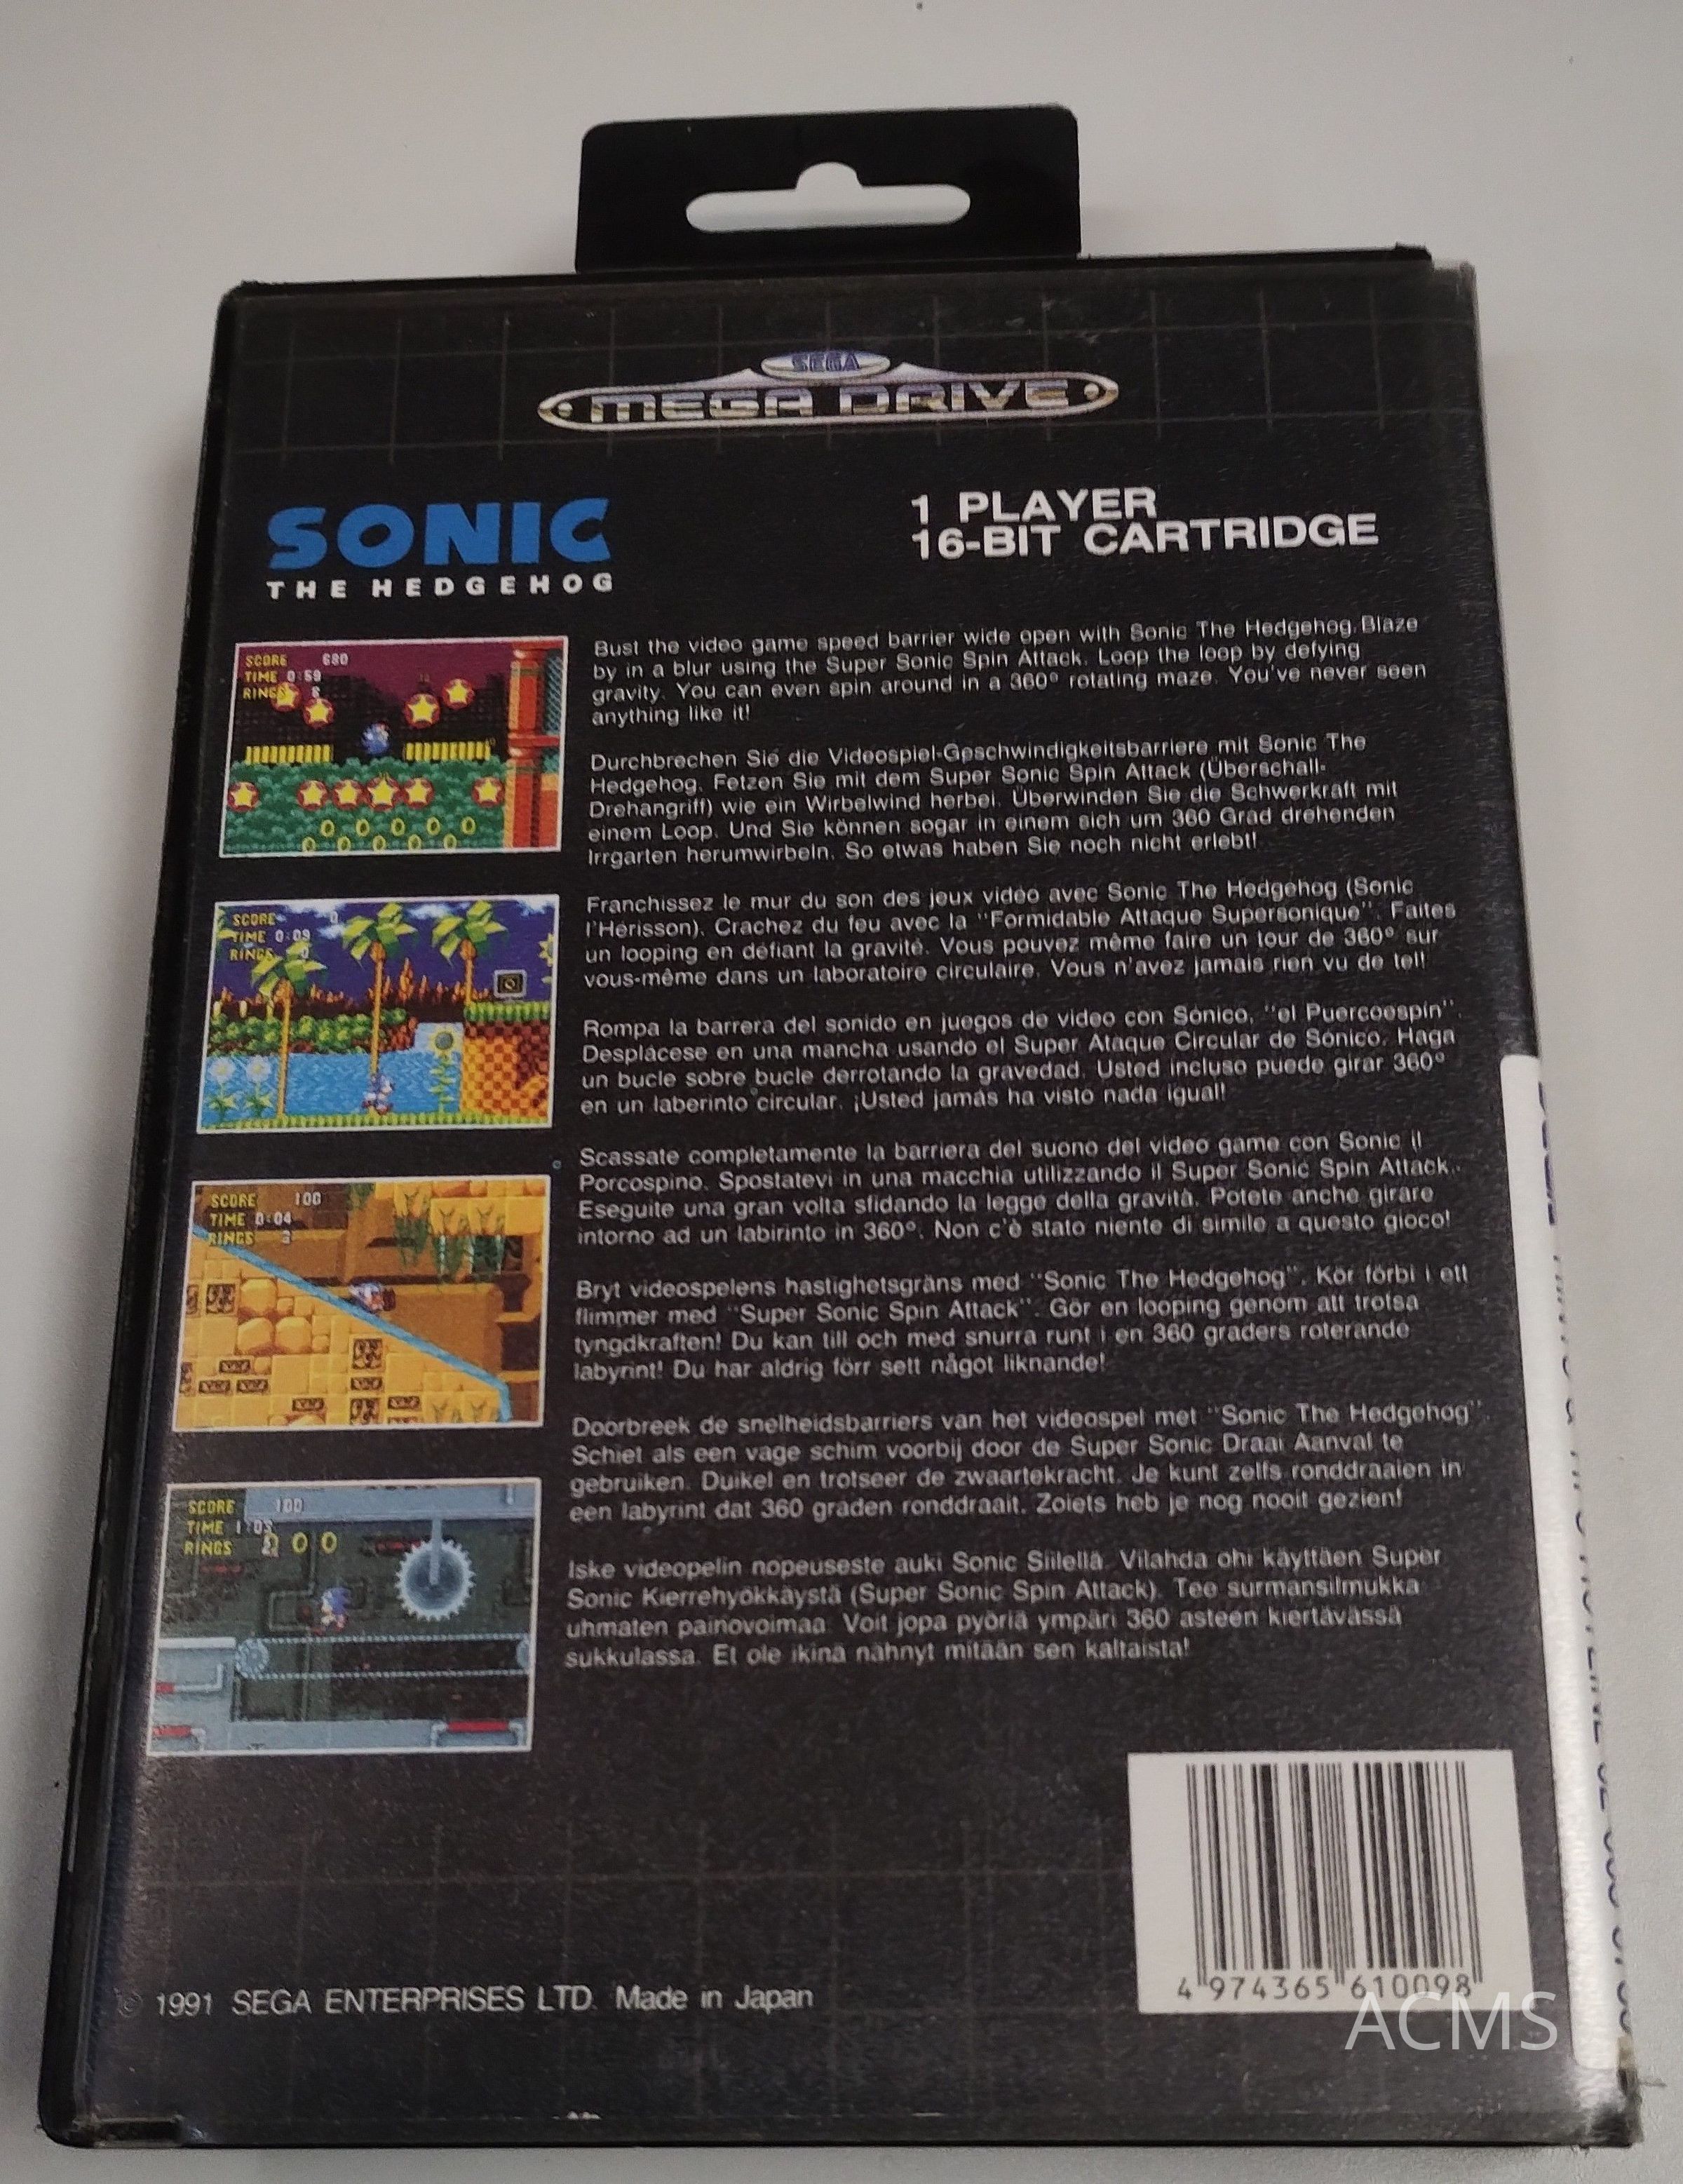 SEGA
MEGA DRIVE
SONIC
THE HEDGEHOG
1 PLAYER
16-BIT CARTRIDGE
SCORE 680
TIME 0:59
RINGS
Bust the video game speed barrier wide open with Sonic The Hedgehog. Blaze
by in a blur using the Super Sonic Spin Attack. Loop the loop by defying
gravity. You can even spin around in a 360° rotating maze. You've never seen
anything like it!
Durchbrechen Sie die Videospiel-Geschwindigkeitsbarriere mit Sonic The
Hedgehog. Fetzen Sie mit dem Super Sonic Spin Attack (Überschall-
Drehangriff) wie ein Wirbelwind herbei. Überwinden Sie die Schwerkraft mit
einem Loop. Und Sie können sogar in einem sich um 360 Grad drehenden
Irrgarten herumwirbeln. So etwas haben Sie noch nicht erlebt!
SCORE 0
TIME 0:09
RINGS 0
Franchissez le mur du son des jeux vidéo avec Sonic The Hedgehog (Sonic
l'Hérisson). Crachez du feu avec la "Formidable Attaque Supersonique". Faites
un looping en défiant la gravité. Vous pouvez même faire un tour de 360° sur
vous-même dans un laboratoire circulaire. Vous n'avez jamais rien vu de tel!
Rompa la barrera del sonido en juegos de video con Sónico, "el Puercoespín".
Desplácese en una mancha usando el Super Ataque Circular de Sónico. Haga
un bucle sobre bucle derrotando la gravedad. Usted incluso puede girar 360°
en un laberinto circular. ¡Usted jamás ha visto nada igual!
SCORE 100
TIME 0:04
RINGS 3
Scassate completamente la barriera del suono del video game con Sonic il
Porcospino. Spostatevi in una macchia utilizzando il Super Sonic Spin Attack.
Eseguite una gran volta sfidando la legge della gravità. Potete anche girare
intorno ad un labirinto in 360°. Non c'è stato niente di simile a questo gioco!
Bryt videospelens hastighetsgräns med "Sonic The Hedgehog". Kör förbi i ett
flimmer med "Super Sonic Spin Attack". Gör en looping genom att trotsa
tyngdkraften! Du kan till och med snurra runt i en 360 graders roterande
labyrint! Du har aldrig förr sett något liknande!
SCORE 100
TIME 1:03
RINGS 2
Doorbreek de snelheidsbarriers van het videospel met "Sonic The Hedgehog".
Schiet als een vage schim voorbij door de Super Sonic Draai Aanval te
gebruiken. Duikel en trotseer de zwaartekracht. Je kunt zelfs ronddraaien in
een labyrint dat 360 graden ronddraait. Zoiets heb je nog nooit gezien!
Iske videopelin nopeuseste auki Sonic Siilellä. Vilahda ohi käyttäen Super
Sonic Kierrehyökkäystä (Super Sonic Spin Attack). Tee surmansilmukka
uhmaten painovoimaa. Voit jopa pyöriä ympäri 360 asteen kiertävässä
sukkulassa. Et ole ikinä nähnyt mitään sen kaltaista!
© 1991 SEGA ENTERPRISES LTD. Made in Japan
4 974365 610098
ACMS